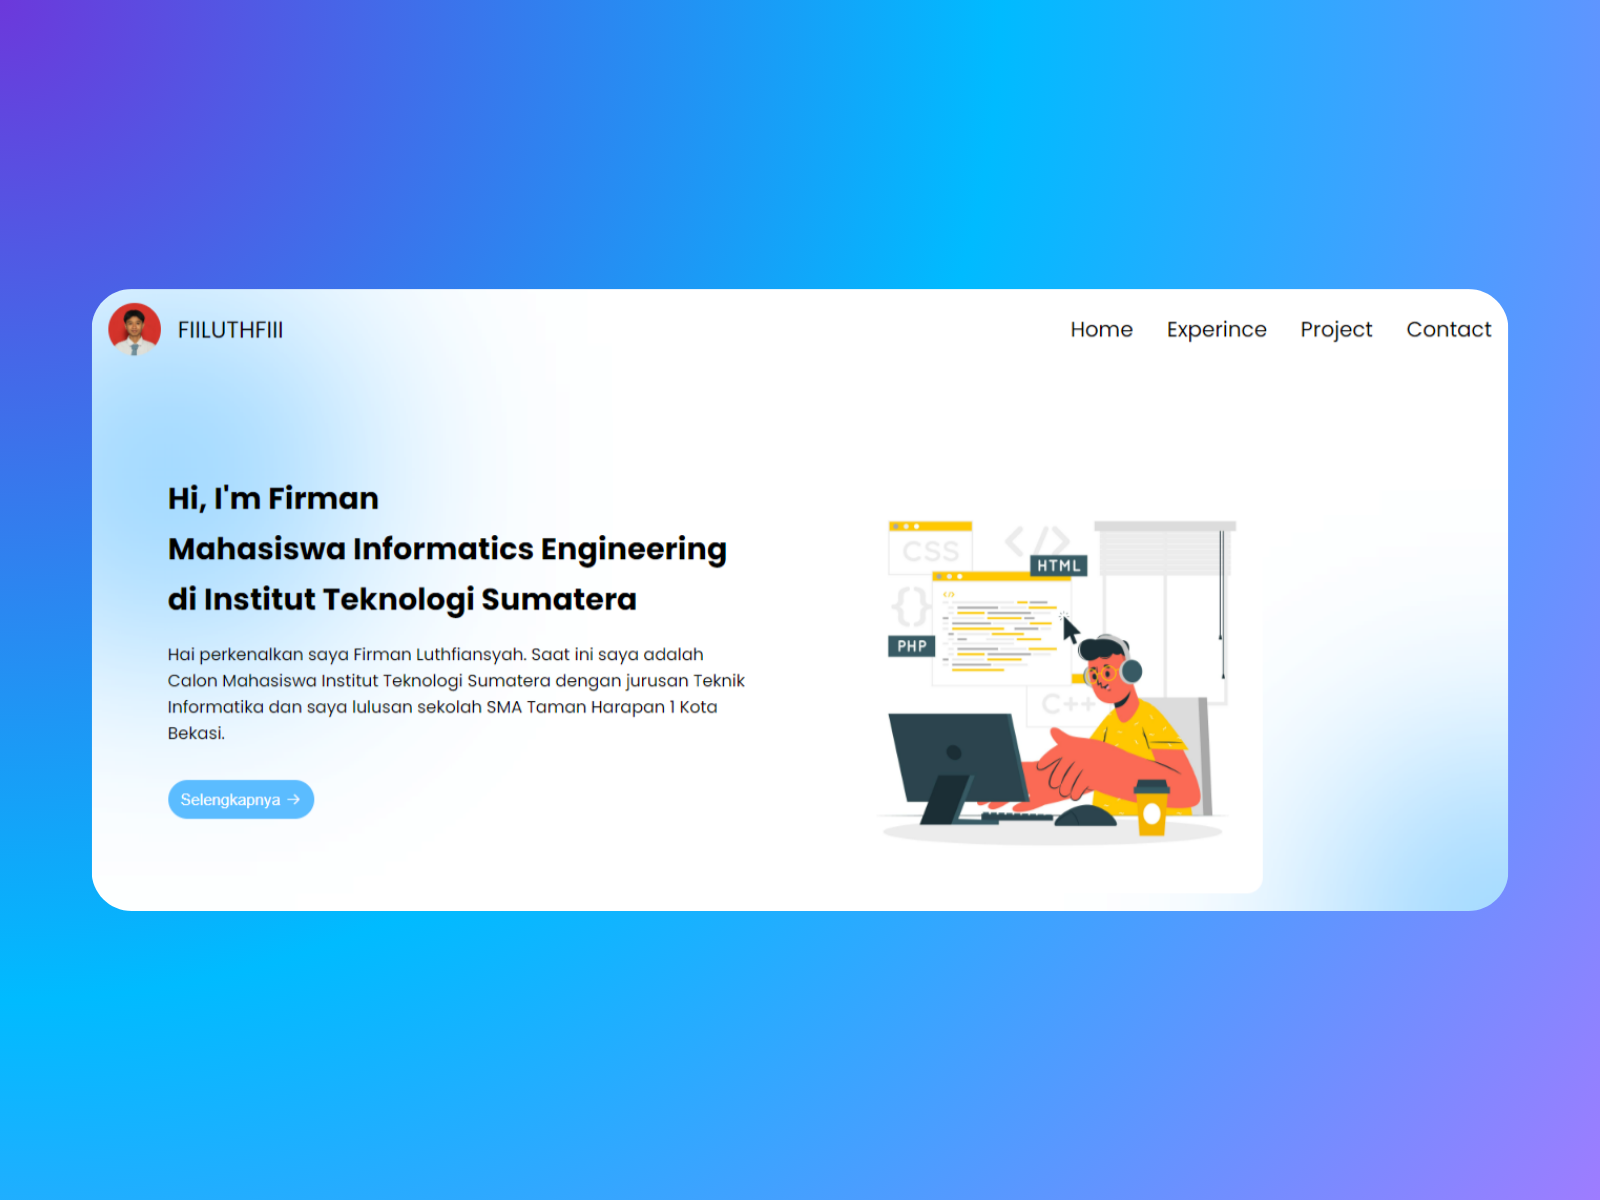 FIILUTHFIII
Home Experince Project Contact
Hi, I'm Firman
Mahasiswa Informatics Engineering
di Institut Teknologi Sumatera
Hai perkenalkan saya Firman Luthfiansyah. Saat ini saya adalah
Calon Mahasiswa Institut Teknologi Sumatera dengan jurusan Teknik
Informatika dan saya lulusan sekolah SMA Taman Harapan 1 Kota
Bekasi.
Selengkapnya →
CSS
</>
HTML
</>
{}
PHP
C++